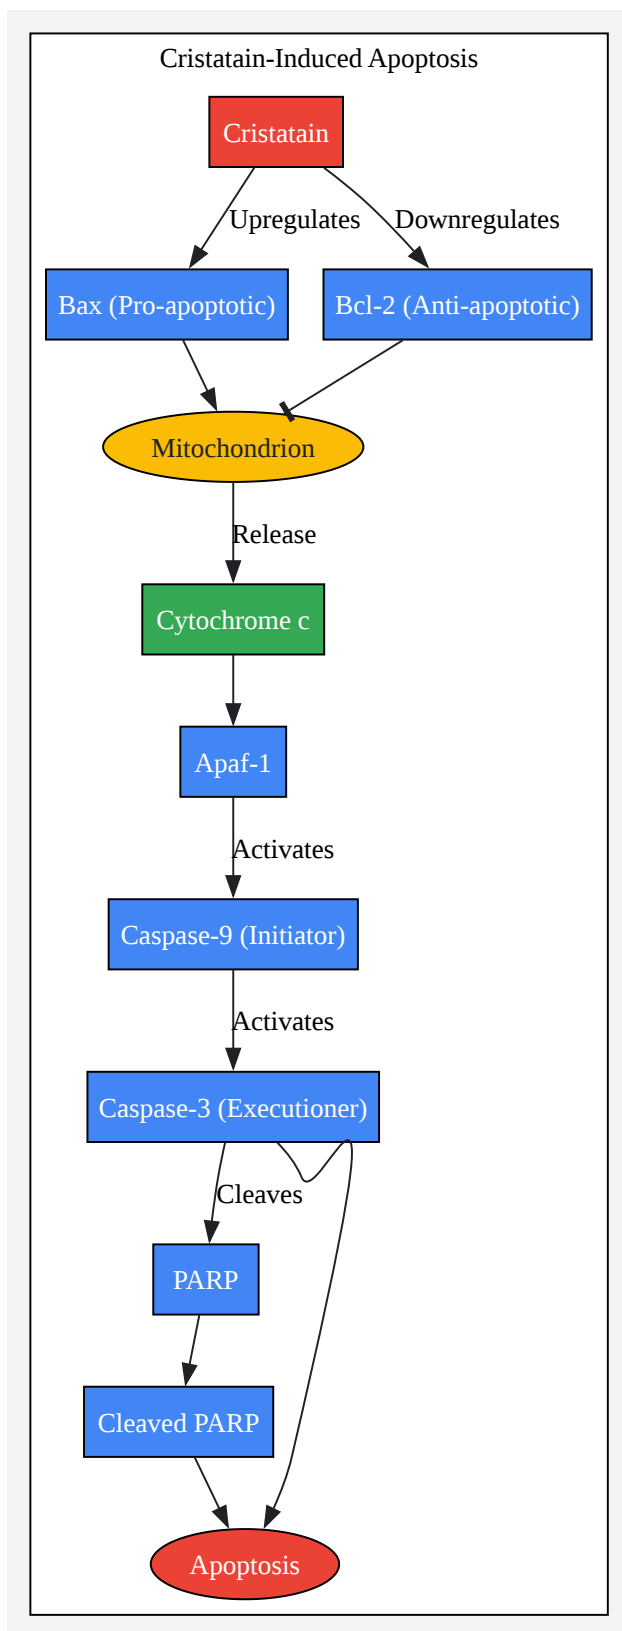 Cristatain-Induced Apoptosis
Cristatain
Upregulates
Downregulates
Bax (Pro-apoptotic)
Bcl-2 (Anti-apoptotic)
Mitochondrion
Release
Cytochrome c
Apaf-1
Activates
Caspase-9 (Initiator)
Activates
Caspase-3 (Executioner)
Cleaves
PARP
Cleaved PARP
Apoptosis